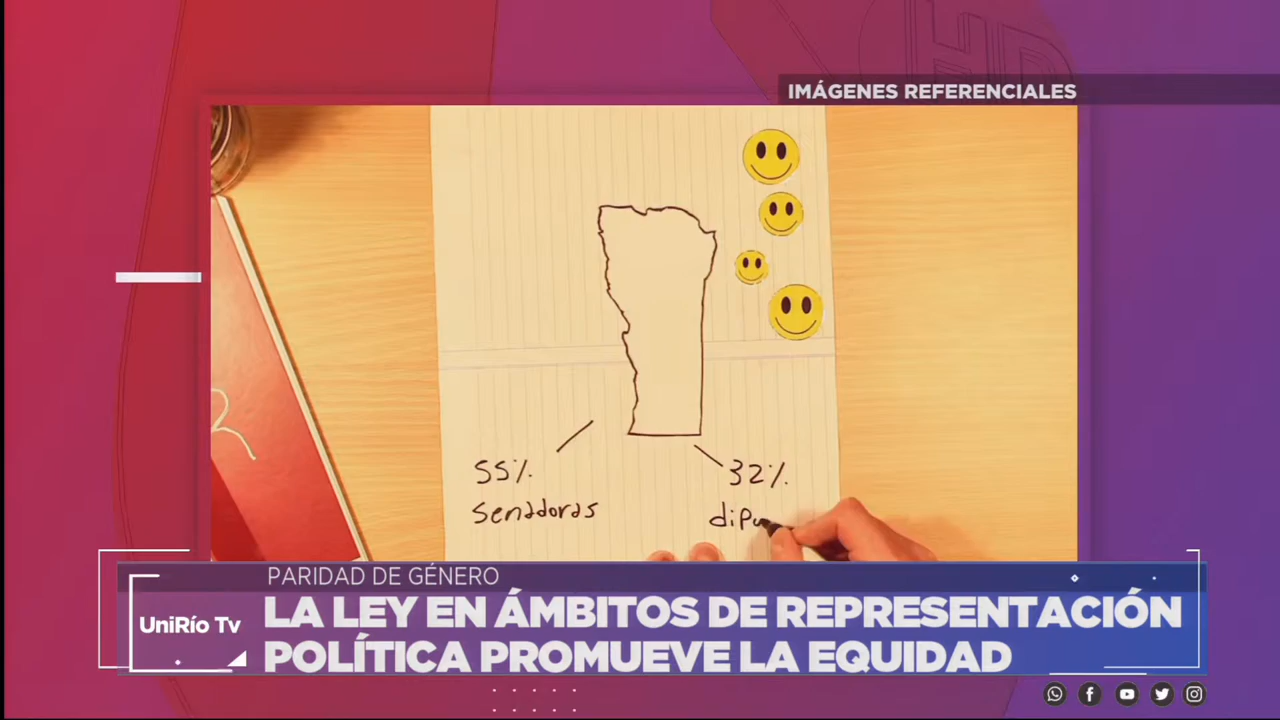 IMÁGENES REFERENCIALES
55%
Senadoras
32%
dipu
PARIDAD DE GÉNERO
UniRío Tv
LA LEY EN ÁMBITOS DE REPRESENTACIÓN
POLÍTICA PROMUEVE LA EQUIDAD